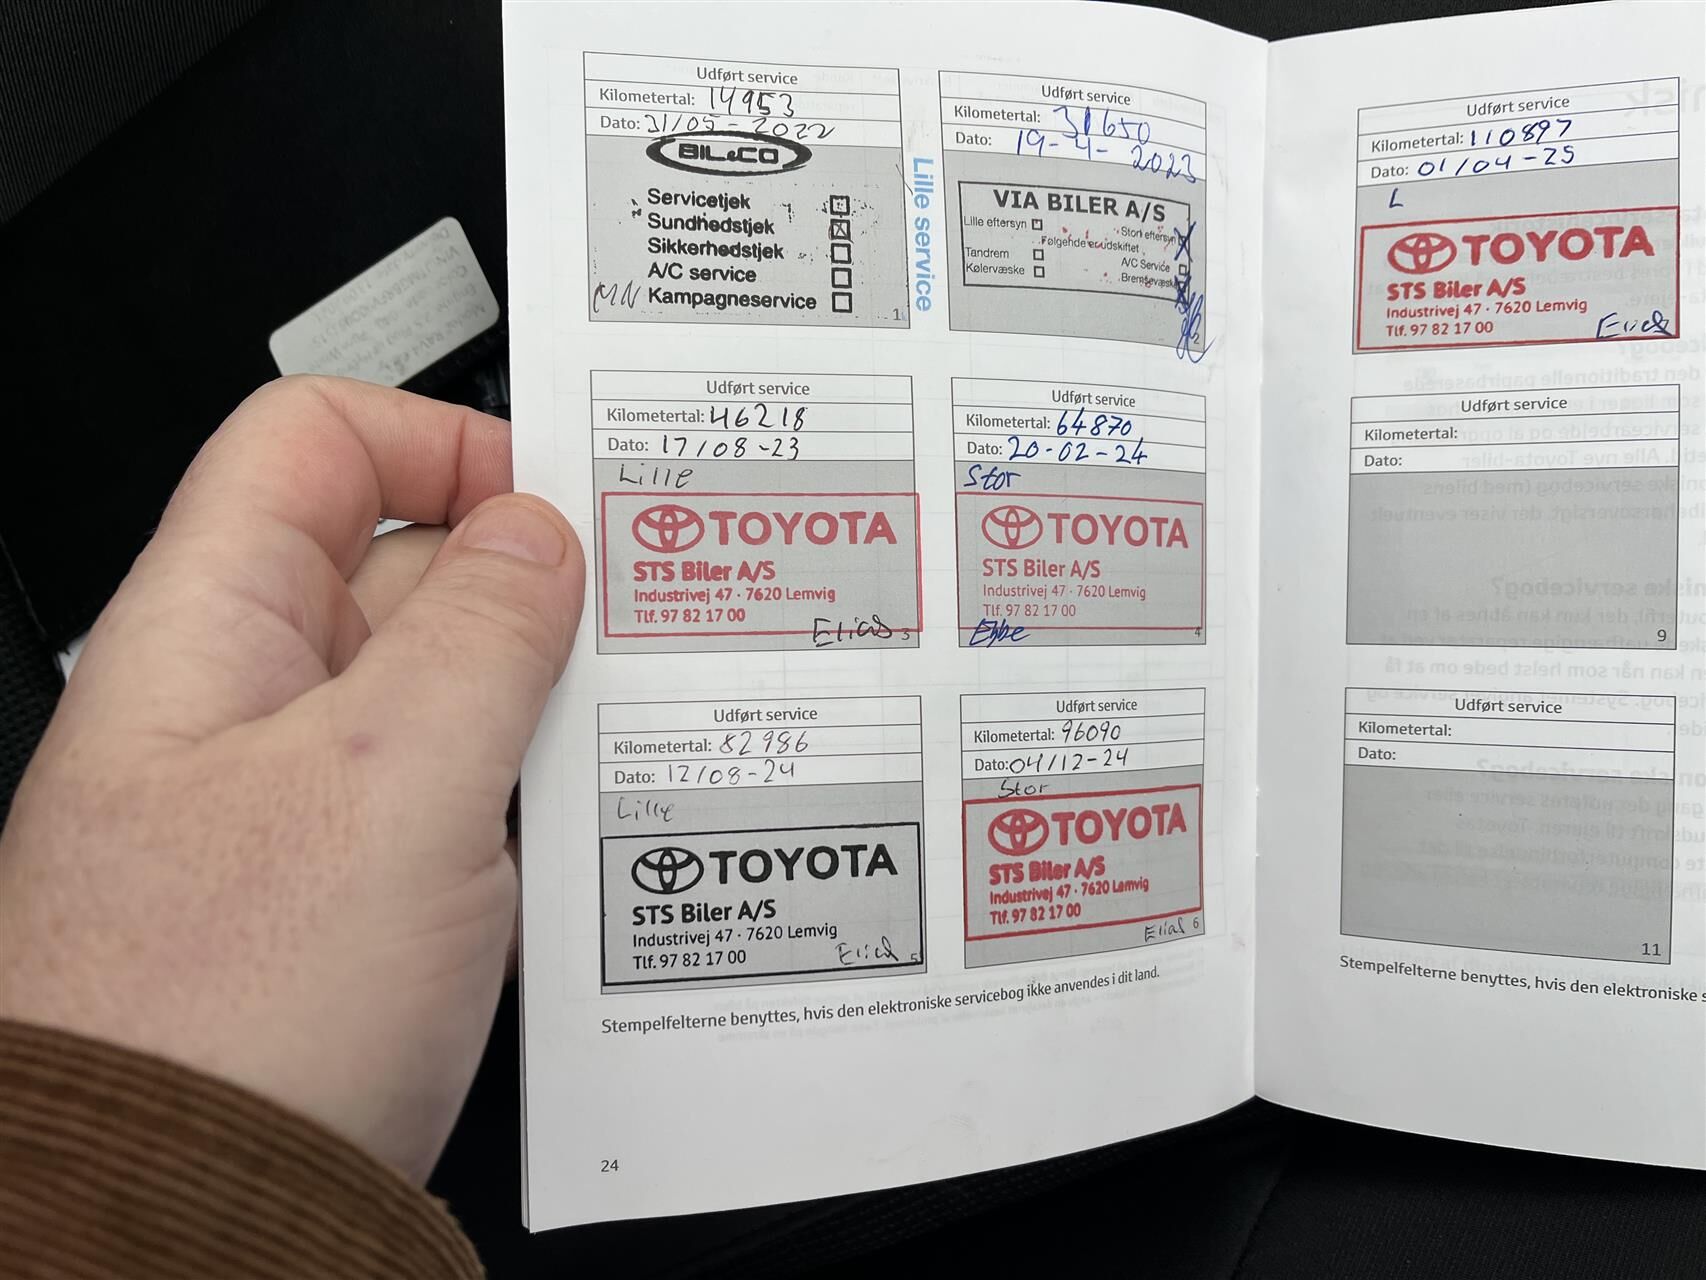 Udført service
Kilometertal: 14953
Dato: 31/05-2022
BIL&CO
Servicetjek
Sundhedstjek
Sikkerhedstjek
A/C service
MN Kampagneservice
1
Lille service
Udført service
Kilometertal: 31650
Dato: 19-4-2023
VIA BILER A/S
Lille eftersyn
Stort eftersyn
Følgende er udskiftet
Tandrem
A/C Service
Kølervæske
Bremsevæske
2
Udført service
Kilometertal: 46218
Dato: 17/08-23
Lille
TOYOTA
STS Biler A/S
Industrivej 47 · 7620 Lemvig
Tlf. 97 82 17 00
Elias 3
Udført service
Kilometertal: 64870
Dato: 20-02-24
Stor
TOYOTA
STS Biler A/S
Industrivej 47 · 7620 Lemvig
Tlf. 97 82 17 00
Ebbe
4
Udført service
Kilometertal: 82986
Dato: 12/08-24
Lille
TOYOTA
STS Biler A/S
Industrivej 47 · 7620 Lemvig
Tlf. 97 82 17 00
Elias 5
Udført service
Kilometertal: 96090
Dato: 04/12-24
Stor
TOYOTA
STS Biler A/S
Industrivej 47 · 7620 Lemvig
Tlf. 97 82 17 00
Elias 6
Stempelfelterne benyttes, hvis den elektroniske servicebog ikke anvendes i dit land.
24
Udført service
Kilometertal: 110897
Dato: 01/04-25
L
TOYOTA
STS Biler A/S
Industrivej 47 · 7620 Lemvig
Tlf. 97 82 17 00
Elias
Udført service
Kilometertal:
Dato:
9
Udført service
Kilometertal:
Dato:
11
Stempelfelterne benyttes, hvis den elektroniske s